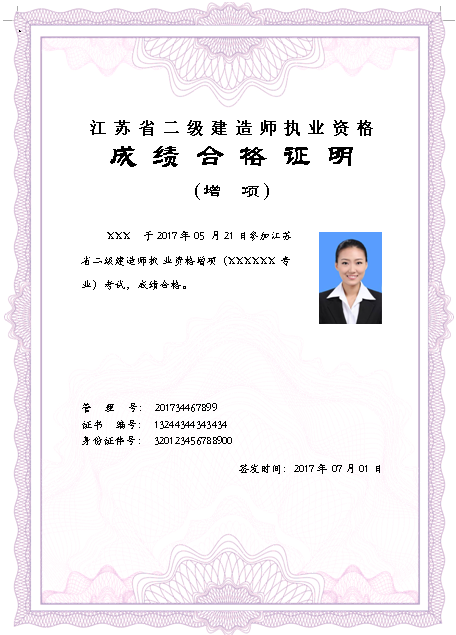 江苏省二级建造师执业资格
成绩合格证明
(增 项)
XXX 于2017年05月21日参加江苏
省二级建造师执业资格增项（XXXXXX专
业）考试，成绩合格。
管 理 号： 201734467899
证书 编号： 13244344343434
身份证件号： 320123456788900
签发时间：2017年07月01日